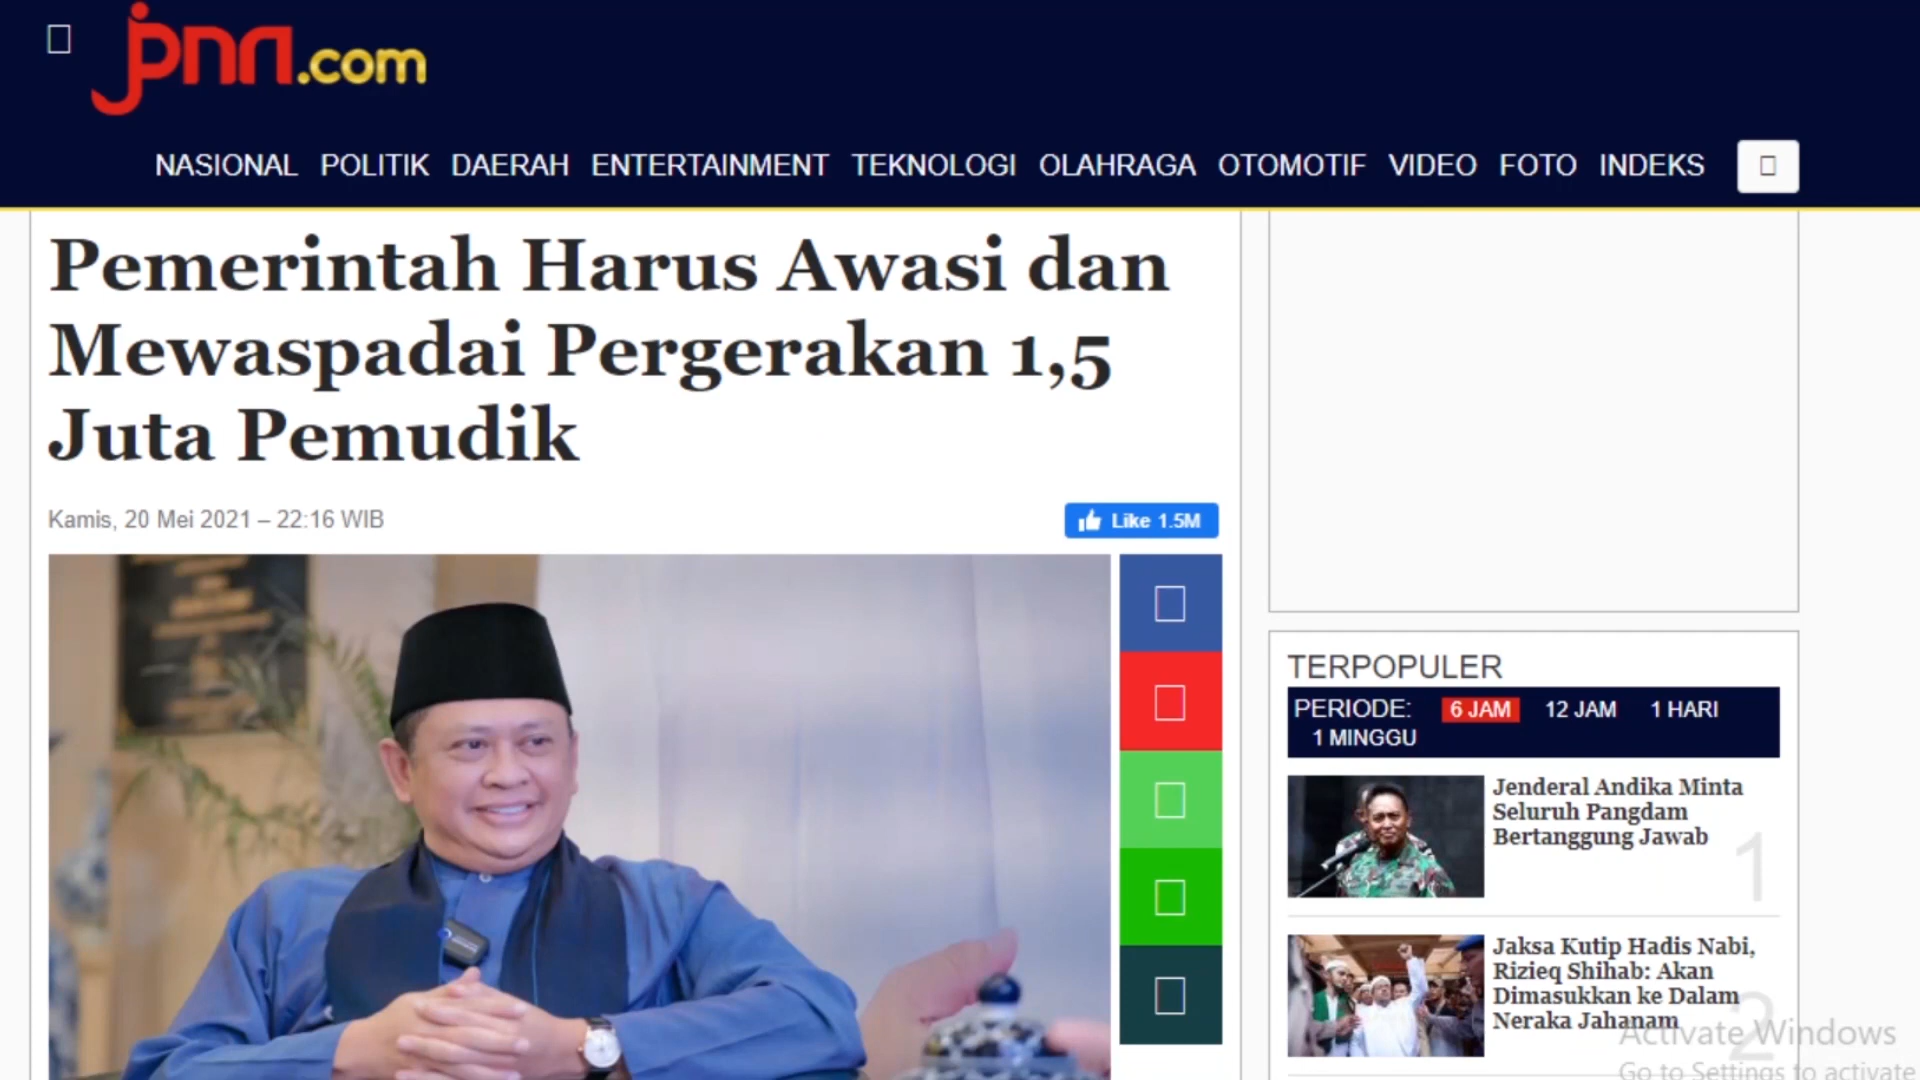 jpnn.com
NASIONAL POLITIK DAERAH ENTERTAINMENT TEKNOLOGI OLAHRAGA OTOMOTIF VIDEO FOTO INDEKS
Pemerintah Harus Awasi dan
Mewaspadai Pergerakan 1,5
Juta Pemudik
Kamis, 20 Mei 2021 – 22:16 WIB
Like 1.5M
TERPOPULER
PERIODE: 6 JAM 12 JAM 1 HARI
1 MINGGU
Jenderal Andika Minta
Seluruh Pangdam
Bertanggung Jawab
1
Jaksa Kutip Hadis Nabi,
Rizieq Shihab: Akan
Dimasukkan ke Dalam
Neraka Jahanam
2
Activate Windows
Go to Settings to activate